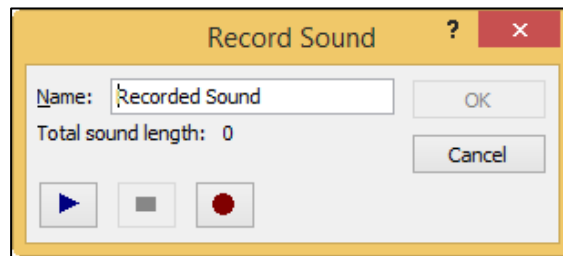 Record Sound ? ×
Name: Recorded Sound OK
Total sound length: 0
Cancel